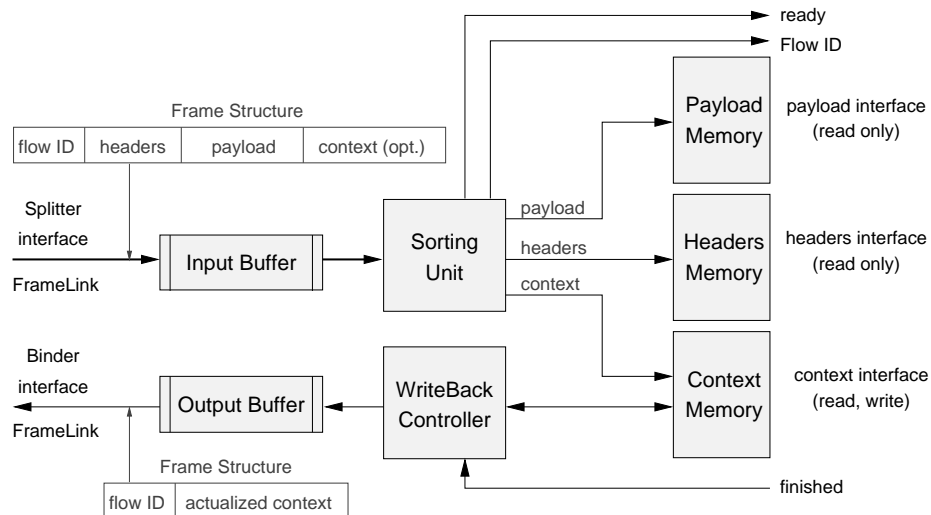 ready
Flow ID
Frame Structure
flow ID headers payload context (opt.)
Payload
Memory
payload interface
(read only)
Splitter
interface
FrameLink
Input Buffer
Sorting
Unit
payload
headers
context
Headers
Memory
headers interface
(read only)
Binder
interface
FrameLink
Output Buffer
WriteBack
Controller
Context
Memory
context interface
(read, write)
Frame Structure
flow ID actualized context
finished